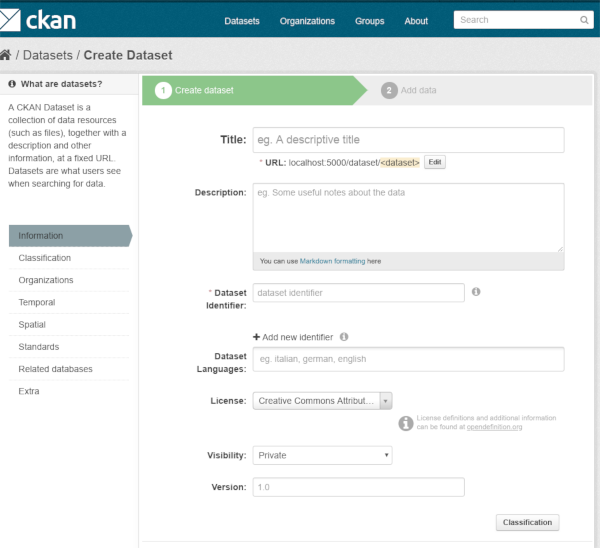 ckan
Datasets Organizations Groups About Search
/ Datasets / Create Dataset
What are datasets?
A CKAN Dataset is a
collection of data resources
(such as files), together with a
description and other
information, at a fixed URL.
Datasets are what users see
when searching for data.
Information
Classification
Organizations
Temporal
Spatial
Standards
Related databases
Extra
1 Create dataset
2 Add data
Title: eg. A descriptive title
* URL: localhost:5000/dataset/<dataset> Edit
Description: eg. Some useful notes about the data
You can use Markdown formatting here
* Dataset
Identifier:
dataset identifier
+ Add new identifier
Dataset
Languages:
eg. italian, german, english
License: Creative Commons Attribut...
License definitions and additional information
can be found at opendefinition.org
Visibility: Private
Version: 1.0
Classification